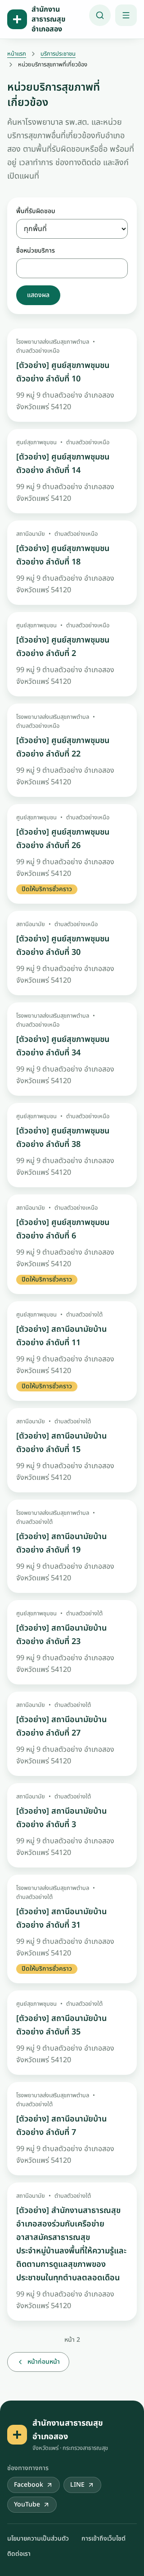 สำนักงาน
สาธารณสุข
อำเภอสอง
หน้าแรก > บริการประชาชน
> หน่วยบริการสุขภาพที่เกี่ยวข้อง
หน่วยบริการสุขภาพที่
เกี่ยวข้อง
ค้นหาโรงพยาบาล รพ.สต. และหน่วย
บริการสุขภาพที่เกี่ยวข้องกับอำเภอ
สอง ตามพื้นที่รับผิดชอบหรือชื่อ พร้อมที่
อยู่ เวลาทำการ ช่องทางติดต่อ และลิงก์
เปิดแผนที่
พื้นที่รับผิดชอบ
ทุกพื้นที่
ชื่อหน่วยบริการ
แสดงผล
โรงพยาบาลส่งเสริมสุขภาพตำบล •
ตำบลตัวอย่างเหนือ
[ตัวอย่าง] ศูนย์สุขภาพชุมชน
ตัวอย่าง ลำดับที่ 10
99 หมู่ 9 ตำบลตัวอย่าง อำเภอสอง
จังหวัดแพร่ 54120
ศูนย์สุขภาพชุมชน • ตำบลตัวอย่างเหนือ
[ตัวอย่าง] ศูนย์สุขภาพชุมชน
ตัวอย่าง ลำดับที่ 14
99 หมู่ 9 ตำบลตัวอย่าง อำเภอสอง
จังหวัดแพร่ 54120
สถานีอนามัย • ตำบลตัวอย่างเหนือ
[ตัวอย่าง] ศูนย์สุขภาพชุมชน
ตัวอย่าง ลำดับที่ 18
99 หมู่ 9 ตำบลตัวอย่าง อำเภอสอง
จังหวัดแพร่ 54120
ศูนย์สุขภาพชุมชน • ตำบลตัวอย่างเหนือ
[ตัวอย่าง] ศูนย์สุขภาพชุมชน
ตัวอย่าง ลำดับที่ 2
99 หมู่ 9 ตำบลตัวอย่าง อำเภอสอง
จังหวัดแพร่ 54120
โรงพยาบาลส่งเสริมสุขภาพตำบล •
ตำบลตัวอย่างเหนือ
[ตัวอย่าง] ศูนย์สุขภาพชุมชน
ตัวอย่าง ลำดับที่ 22
99 หมู่ 9 ตำบลตัวอย่าง อำเภอสอง
จังหวัดแพร่ 54120
ศูนย์สุขภาพชุมชน • ตำบลตัวอย่างเหนือ
[ตัวอย่าง] ศูนย์สุขภาพชุมชน
ตัวอย่าง ลำดับที่ 26
99 หมู่ 9 ตำบลตัวอย่าง อำเภอสอง
จังหวัดแพร่ 54120
ปิดให้บริการชั่วคราว
สถานีอนามัย • ตำบลตัวอย่างเหนือ
[ตัวอย่าง] ศูนย์สุขภาพชุมชน
ตัวอย่าง ลำดับที่ 30
99 หมู่ 9 ตำบลตัวอย่าง อำเภอสอง
จังหวัดแพร่ 54120
โรงพยาบาลส่งเสริมสุขภาพตำบล •
ตำบลตัวอย่างเหนือ
[ตัวอย่าง] ศูนย์สุขภาพชุมชน
ตัวอย่าง ลำดับที่ 34
99 หมู่ 9 ตำบลตัวอย่าง อำเภอสอง
จังหวัดแพร่ 54120
ศูนย์สุขภาพชุมชน • ตำบลตัวอย่างเหนือ
[ตัวอย่าง] ศูนย์สุขภาพชุมชน
ตัวอย่าง ลำดับที่ 38
99 หมู่ 9 ตำบลตัวอย่าง อำเภอสอง
จังหวัดแพร่ 54120
สถานีอนามัย • ตำบลตัวอย่างเหนือ
[ตัวอย่าง] ศูนย์สุขภาพชุมชน
ตัวอย่าง ลำดับที่ 6
99 หมู่ 9 ตำบลตัวอย่าง อำเภอสอง
จังหวัดแพร่ 54120
ปิดให้บริการชั่วคราว
ศูนย์สุขภาพชุมชน • ตำบลตัวอย่างใต้
[ตัวอย่าง] สถานีอนามัยบ้าน
ตัวอย่าง ลำดับที่ 11
99 หมู่ 9 ตำบลตัวอย่าง อำเภอสอง
จังหวัดแพร่ 54120
ปิดให้บริการชั่วคราว
สถานีอนามัย • ตำบลตัวอย่างใต้
[ตัวอย่าง] สถานีอนามัยบ้าน
ตัวอย่าง ลำดับที่ 15
99 หมู่ 9 ตำบลตัวอย่าง อำเภอสอง
จังหวัดแพร่ 54120
โรงพยาบาลส่งเสริมสุขภาพตำบล •
ตำบลตัวอย่างใต้
[ตัวอย่าง] สถานีอนามัยบ้าน
ตัวอย่าง ลำดับที่ 19
99 หมู่ 9 ตำบลตัวอย่าง อำเภอสอง
จังหวัดแพร่ 54120
ศูนย์สุขภาพชุมชน • ตำบลตัวอย่างใต้
[ตัวอย่าง] สถานีอนามัยบ้าน
ตัวอย่าง ลำดับที่ 23
99 หมู่ 9 ตำบลตัวอย่าง อำเภอสอง
จังหวัดแพร่ 54120
สถานีอนามัย • ตำบลตัวอย่างใต้
[ตัวอย่าง] สถานีอนามัยบ้าน
ตัวอย่าง ลำดับที่ 27
99 หมู่ 9 ตำบลตัวอย่าง อำเภอสอง
จังหวัดแพร่ 54120
สถานีอนามัย • ตำบลตัวอย่างใต้
[ตัวอย่าง] สถานีอนามัยบ้าน
ตัวอย่าง ลำดับที่ 3
99 หมู่ 9 ตำบลตัวอย่าง อำเภอสอง
จังหวัดแพร่ 54120
โรงพยาบาลส่งเสริมสุขภาพตำบล •
ตำบลตัวอย่างใต้
[ตัวอย่าง] สถานีอนามัยบ้าน
ตัวอย่าง ลำดับที่ 31
99 หมู่ 9 ตำบลตัวอย่าง อำเภอสอง
จังหวัดแพร่ 54120
ปิดให้บริการชั่วคราว
ศูนย์สุขภาพชุมชน • ตำบลตัวอย่างใต้
[ตัวอย่าง] สถานีอนามัยบ้าน
ตัวอย่าง ลำดับที่ 35
99 หมู่ 9 ตำบลตัวอย่าง อำเภอสอง
จังหวัดแพร่ 54120
โรงพยาบาลส่งเสริมสุขภาพตำบล •
ตำบลตัวอย่างใต้
[ตัวอย่าง] สถานีอนามัยบ้าน
ตัวอย่าง ลำดับที่ 7
99 หมู่ 9 ตำบลตัวอย่าง อำเภอสอง
จังหวัดแพร่ 54120
สถานีอนามัย • ตำบลตัวอย่างใต้
[ตัวอย่าง] สำนักงานสาธารณสุข
อำเภอสองร่วมกับเครือข่าย
อาสาสมัครสาธารณสุข
ประจำหมู่บ้านลงพื้นที่ให้ความรู้และ
ติดตามการดูแลสุขภาพของ
ประชาชนในทุกตำบลตลอดเดือน
99 หมู่ 9 ตำบลตัวอย่าง อำเภอสอง
จังหวัดแพร่ 54120
หน้า 2
หน้าก่อนหน้า
สำนักงานสาธารณสุข
อำเภอสอง
จังหวัดแพร่ · กระทรวงสาธารณสุข
ช่องทางทางการ
Facebook
LINE
YouTube
นโยบายความเป็นส่วนตัว การเข้าถึงเว็บไซต์
ติดต่อเรา